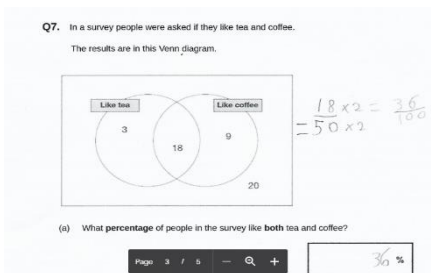 Q7. In a survey people were asked if they like tea and coffee.
The results are in this Venn diagram.
Like tea
Like coffee
3
18
9
20
= 18 × 2 = 36
50 × 2 100
(a) What percentage of people in the survey like both tea and coffee?
Page 3 / 5
36 %